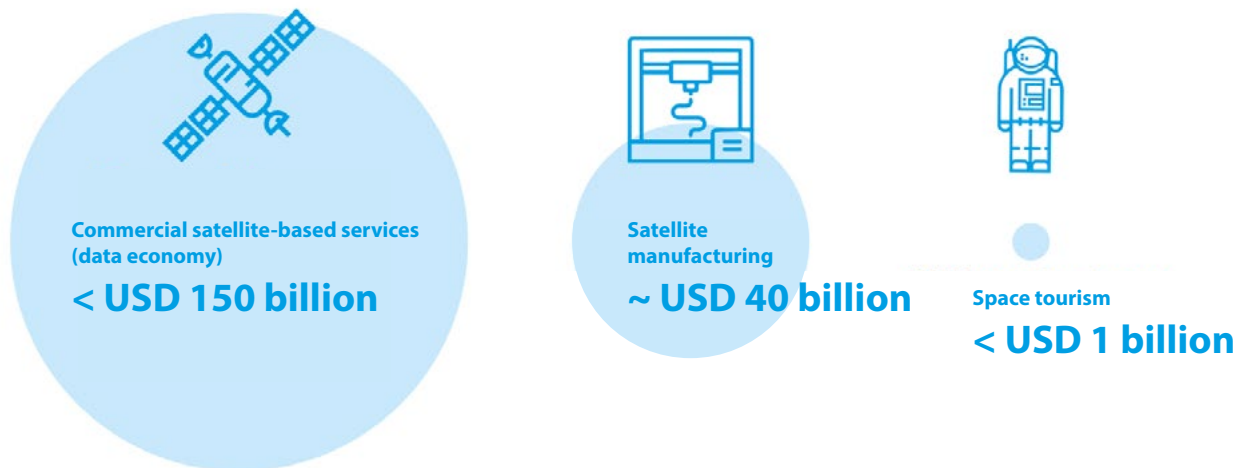 Commercial satellite-based services
(data economy)
< USD 150 billion
Satellite
manufacturing
~ USD 40 billion
Space tourism
< USD 1 billion